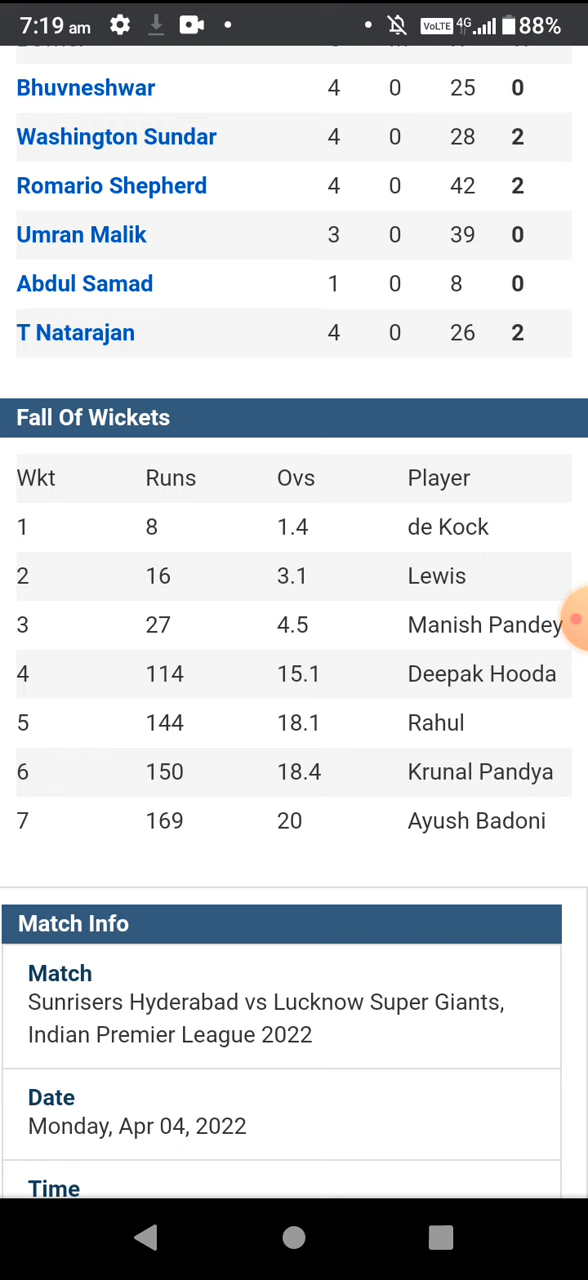 7:19 am VoLTE 4G 88%
Bhuvneshwar 4 0 25 0
Washington Sundar 4 0 28 2
Romario Shepherd 4 0 42 2
Umran Malik 3 0 39 0
Abdul Samad 1 0 8 0
T Natarajan 4 0 26 2
Fall Of Wickets
Wkt Runs Ovs Player
1 8 1.4 de Kock
2 16 3.1 Lewis
3 27 4.5 Manish Pandey
4 114 15.1 Deepak Hooda
5 144 18.1 Rahul
6 150 18.4 Krunal Pandya
7 169 20 Ayush Badoni
Match Info
Match
Sunrisers Hyderabad vs Lucknow Super Giants,
Indian Premier League 2022
Date
Monday, Apr 04, 2022
Time